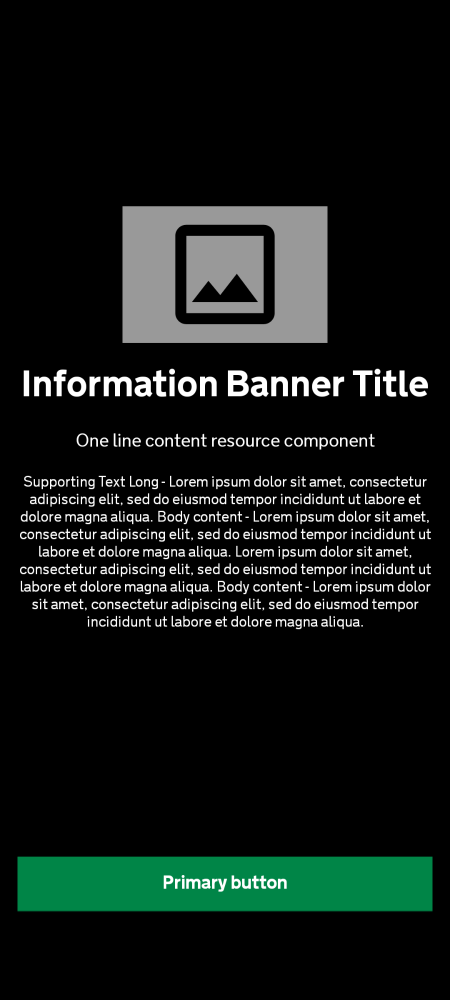 Information Banner Title
One line content resource component
Supporting Text Long - Lorem ipsum dolor sit amet, consectetur
adipiscing elit, sed do eiusmod tempor incididunt ut labore et
dolore magna aliqua. Body content - Lorem ipsum dolor sit amet,
consectetur adipiscing elit, sed do eiusmod tempor incididunt ut
labore et dolore magna aliqua. Lorem ipsum dolor sit amet,
consectetur adipiscing elit, sed do eiusmod tempor incididunt ut
labore et dolore magna aliqua. Body content - Lorem ipsum dolor
sit amet, consectetur adipiscing elit, sed do eiusmod tempor
incididunt ut labore et dolore magna aliqua.
Primary button